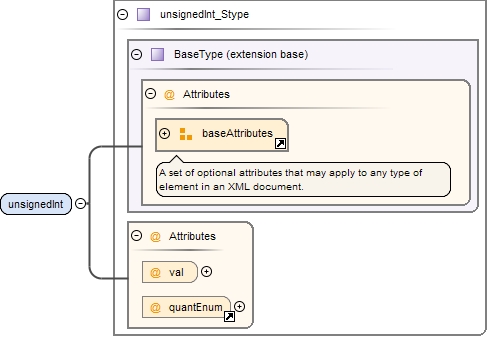 unsignedInt_Stype
BaseType (extension base)
@ Attributes
baseAttributes
A set of optional attributes that may apply to any type of
element in an XML document.
unsignedInt
@ Attributes
@ val
@ quantEnum